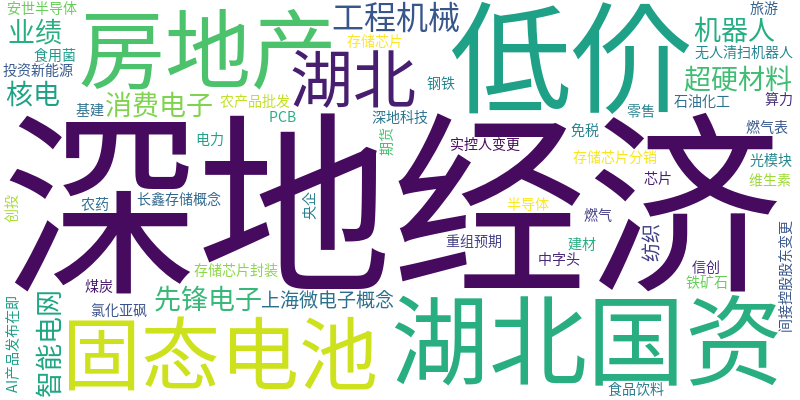 安世半导体
业绩
食用菌
投资新能源
核电
基建
房地产
消费电子
农产品批发
工程机械
存储芯片
湖北
PCB
钢铁
深地科技
低价
旅游
机器人
无人清扫机器人
超硬材料
石油化工
算力
零售
燃气表
深地经济
电力
期货
实控人变更
免税
存储芯片分销
光模块
维生素
芯片
创投
农药
长鑫存储概念
央企
半导体
燃气
重组预期
建材
中字头
纺织
信创
铁矿石
间接控股股东变更
煤炭
存储芯片封装
氯化亚砜
先锋电子
上海微电子概念
AI产品发布在即
智能电网
固态电池
湖北国资
食品饮料